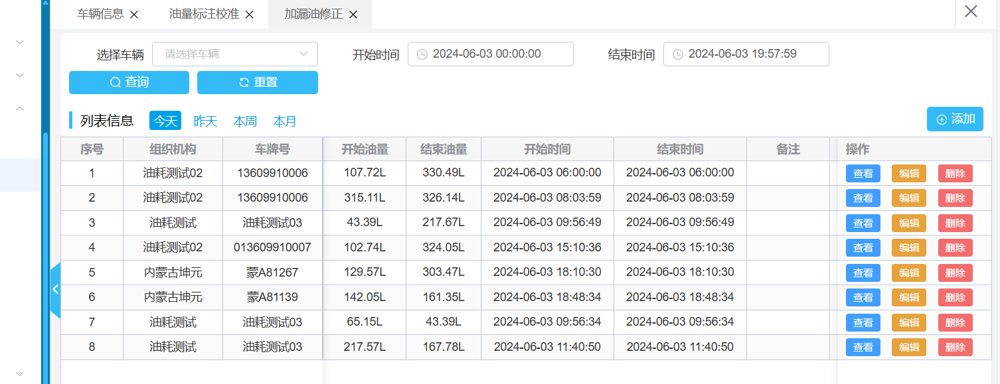 车辆信息 油量标注校准 加漏油修正
选择车辆 请选择车辆 开始时间 2024-06-03 00:00:00 结束时间 2024-06-03 19:57:59
查询 重置
列表信息 今天 昨天 本周 本月 添加
序号 组织机构 车牌号 开始油量 结束油量 开始时间 结束时间 备注 操作
1 油耗测试02 13609910006 107.72L 330.49L 2024-06-03 06:00:00 2024-06-03 06:00:00 查看 编辑 删除
2 油耗测试02 13609910006 315.11L 326.14L 2024-06-03 08:03:59 2024-06-03 08:03:59 查看 编辑 删除
3 油耗测试 油耗测试03 43.39L 217.67L 2024-06-03 09:56:49 2024-06-03 09:56:49 查看 编辑 删除
4 油耗测试02 013609910007 102.74L 324.05L 2024-06-03 15:10:36 2024-06-03 15:10:36 查看 编辑 删除
5 内蒙古坤元 蒙A81267 129.57L 303.47L 2024-06-03 18:10:30 2024-06-03 18:10:30 查看 编辑 删除
6 内蒙古坤元 蒙A81139 142.05L 161.35L 2024-06-03 18:48:34 2024-06-03 18:48:34 查看 编辑 删除
7 油耗测试 油耗测试03 65.15L 43.39L 2024-06-03 09:56:34 2024-06-03 09:56:34 查看 编辑 删除
8 油耗测试 油耗测试03 217.57L 167.78L 2024-06-03 11:40:50 2024-06-03 11:40:50 查看 编辑 删除